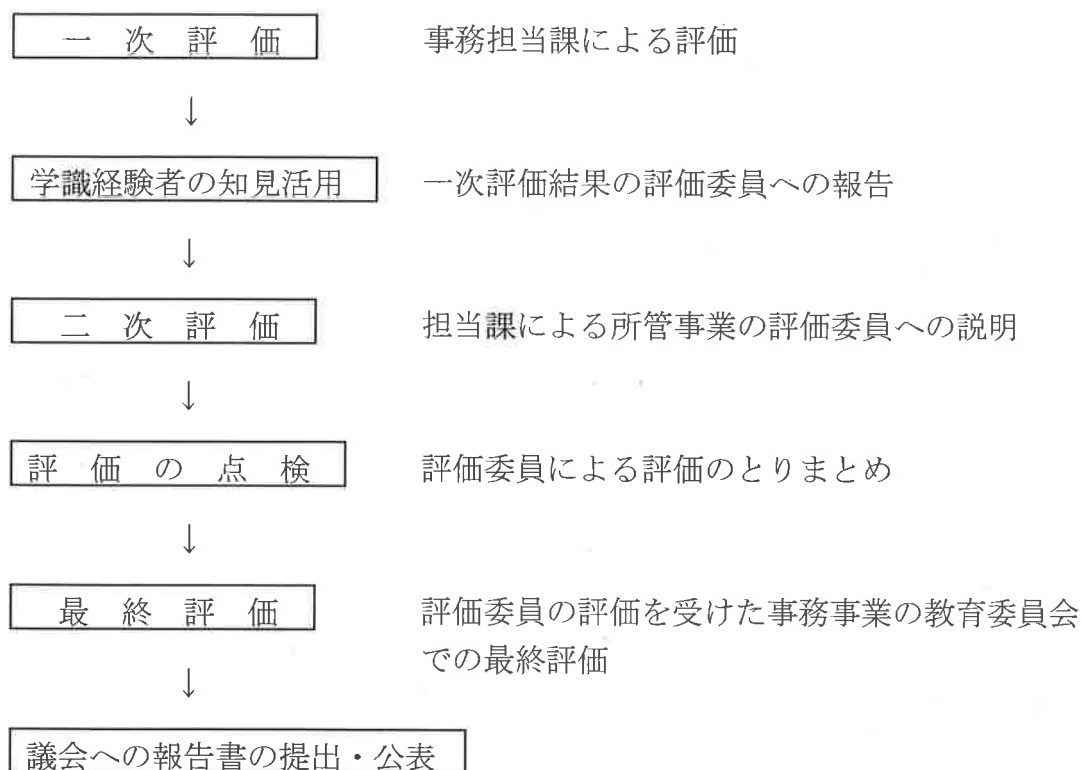 一次評価　事務担当課による評価
↓
学識経験者の知見活用　一次評価結果の評価委員への報告
↓
二次評価　担当課による所管事業の評価委員への説明
↓
評価の点検　評価委員による評価のとりまとめ
↓
最終評価　評価委員の評価を受けた事務事業の教育委員会
での最終評価
↓
議会への報告書の提出・公表